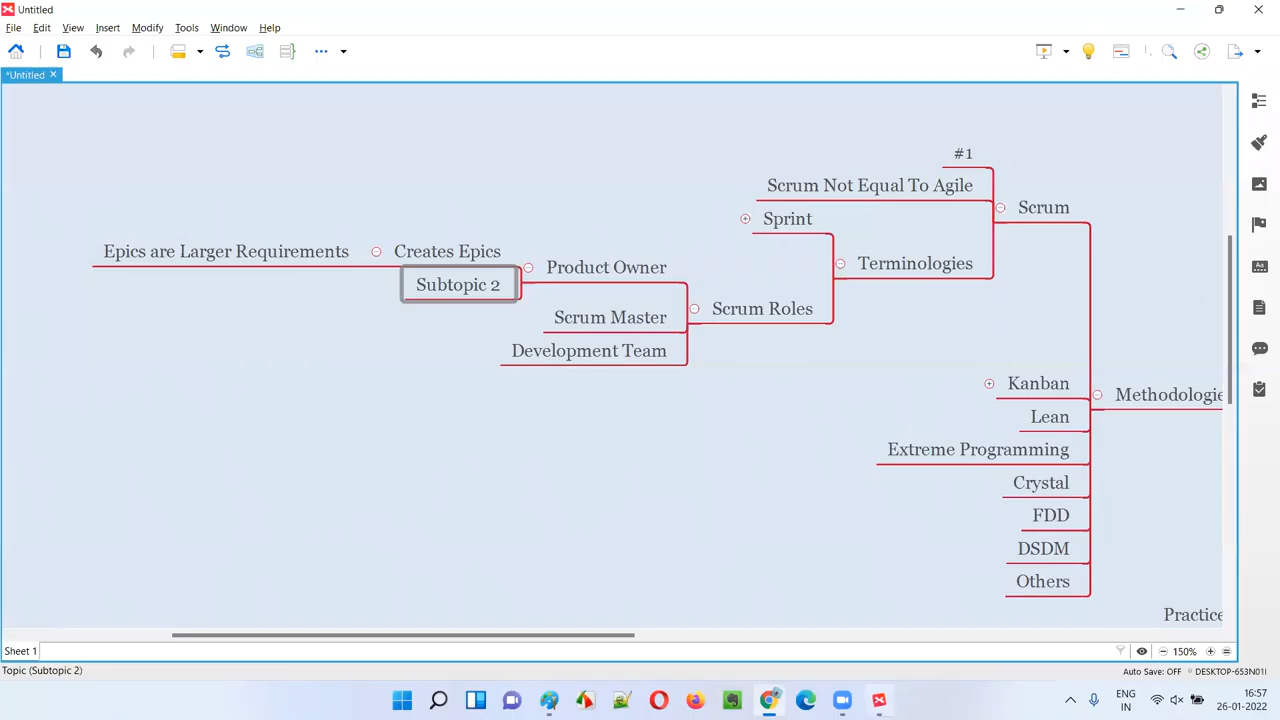 Untitled
File Edit View Insert Modify Tools Window Help
*Untitled
#1
Scrum Not Equal To Agile
Scrum
Sprint
Epics are Larger Requirements
Creates Epics
Product Owner
Terminologies
Subtopic 2
Scrum Master
Scrum Roles
Development Team
Kanban
Methodologie
Lean
Extreme Programming
Crystal
FDD
DSDM
Others
Practice
Sheet 1
150%
Topic (Subtopic 2)
Auto Save: OFF
DESKTOP-653N01I
ENG
IN
16:57
26-01-2022